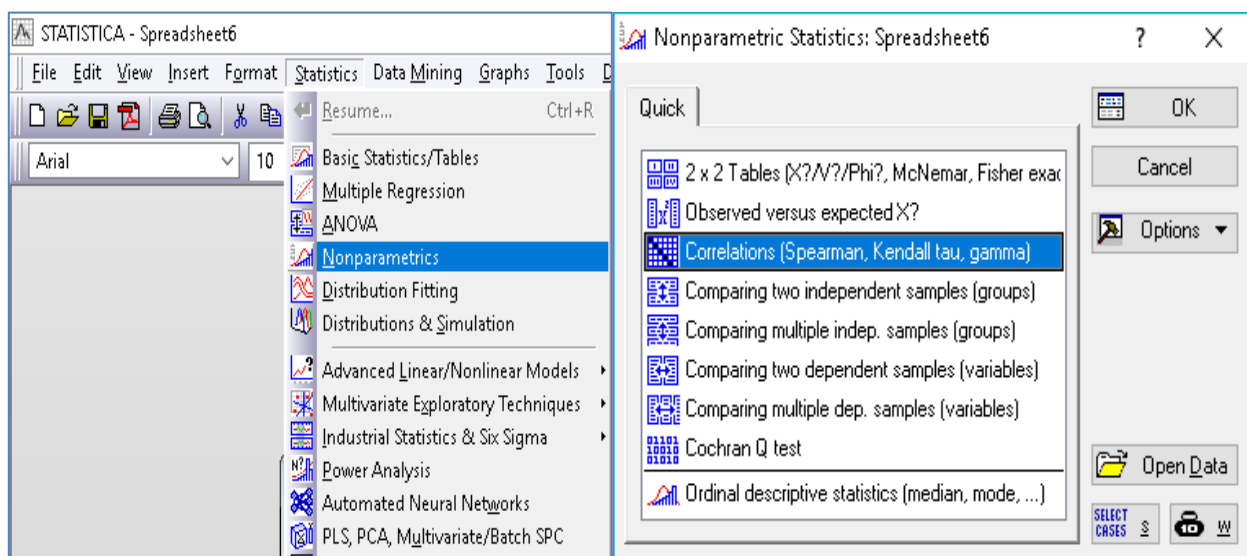 STATISTICA - Spreadsheet6
File Edit View Insert Format Statistics Data Mining Graphs Tools D
Arial 10
Resume... Ctrl+R
Basic Statistics/Tables
Multiple Regression
ANOVA
Nonparametrics
Distribution Fitting
Distributions & Simulation
Advanced Linear/Nonlinear Models
Multivariate Exploratory Techniques
Industrial Statistics & Six Sigma
Power Analysis
Automated Neural Networks
PLS, PCA, Multivariate/Batch SPC
Nonparametric Statistics: Spreadsheet6 ? X
Quick
2 x 2 Tables (X?/V?/Phi?, McNemar, Fisher exac
Observed versus expected X?
Correlations (Spearman, Kendall tau, gamma)
Comparing two independent samples (groups)
Comparing multiple indep. samples (groups)
Comparing two dependent samples (variables)
Comparing multiple dep. samples (variables)
Cochran Q test
Ordinal descriptive statistics (median, mode, ...)
OK
Cancel
Options
Open Data
SELECT CASES S
W